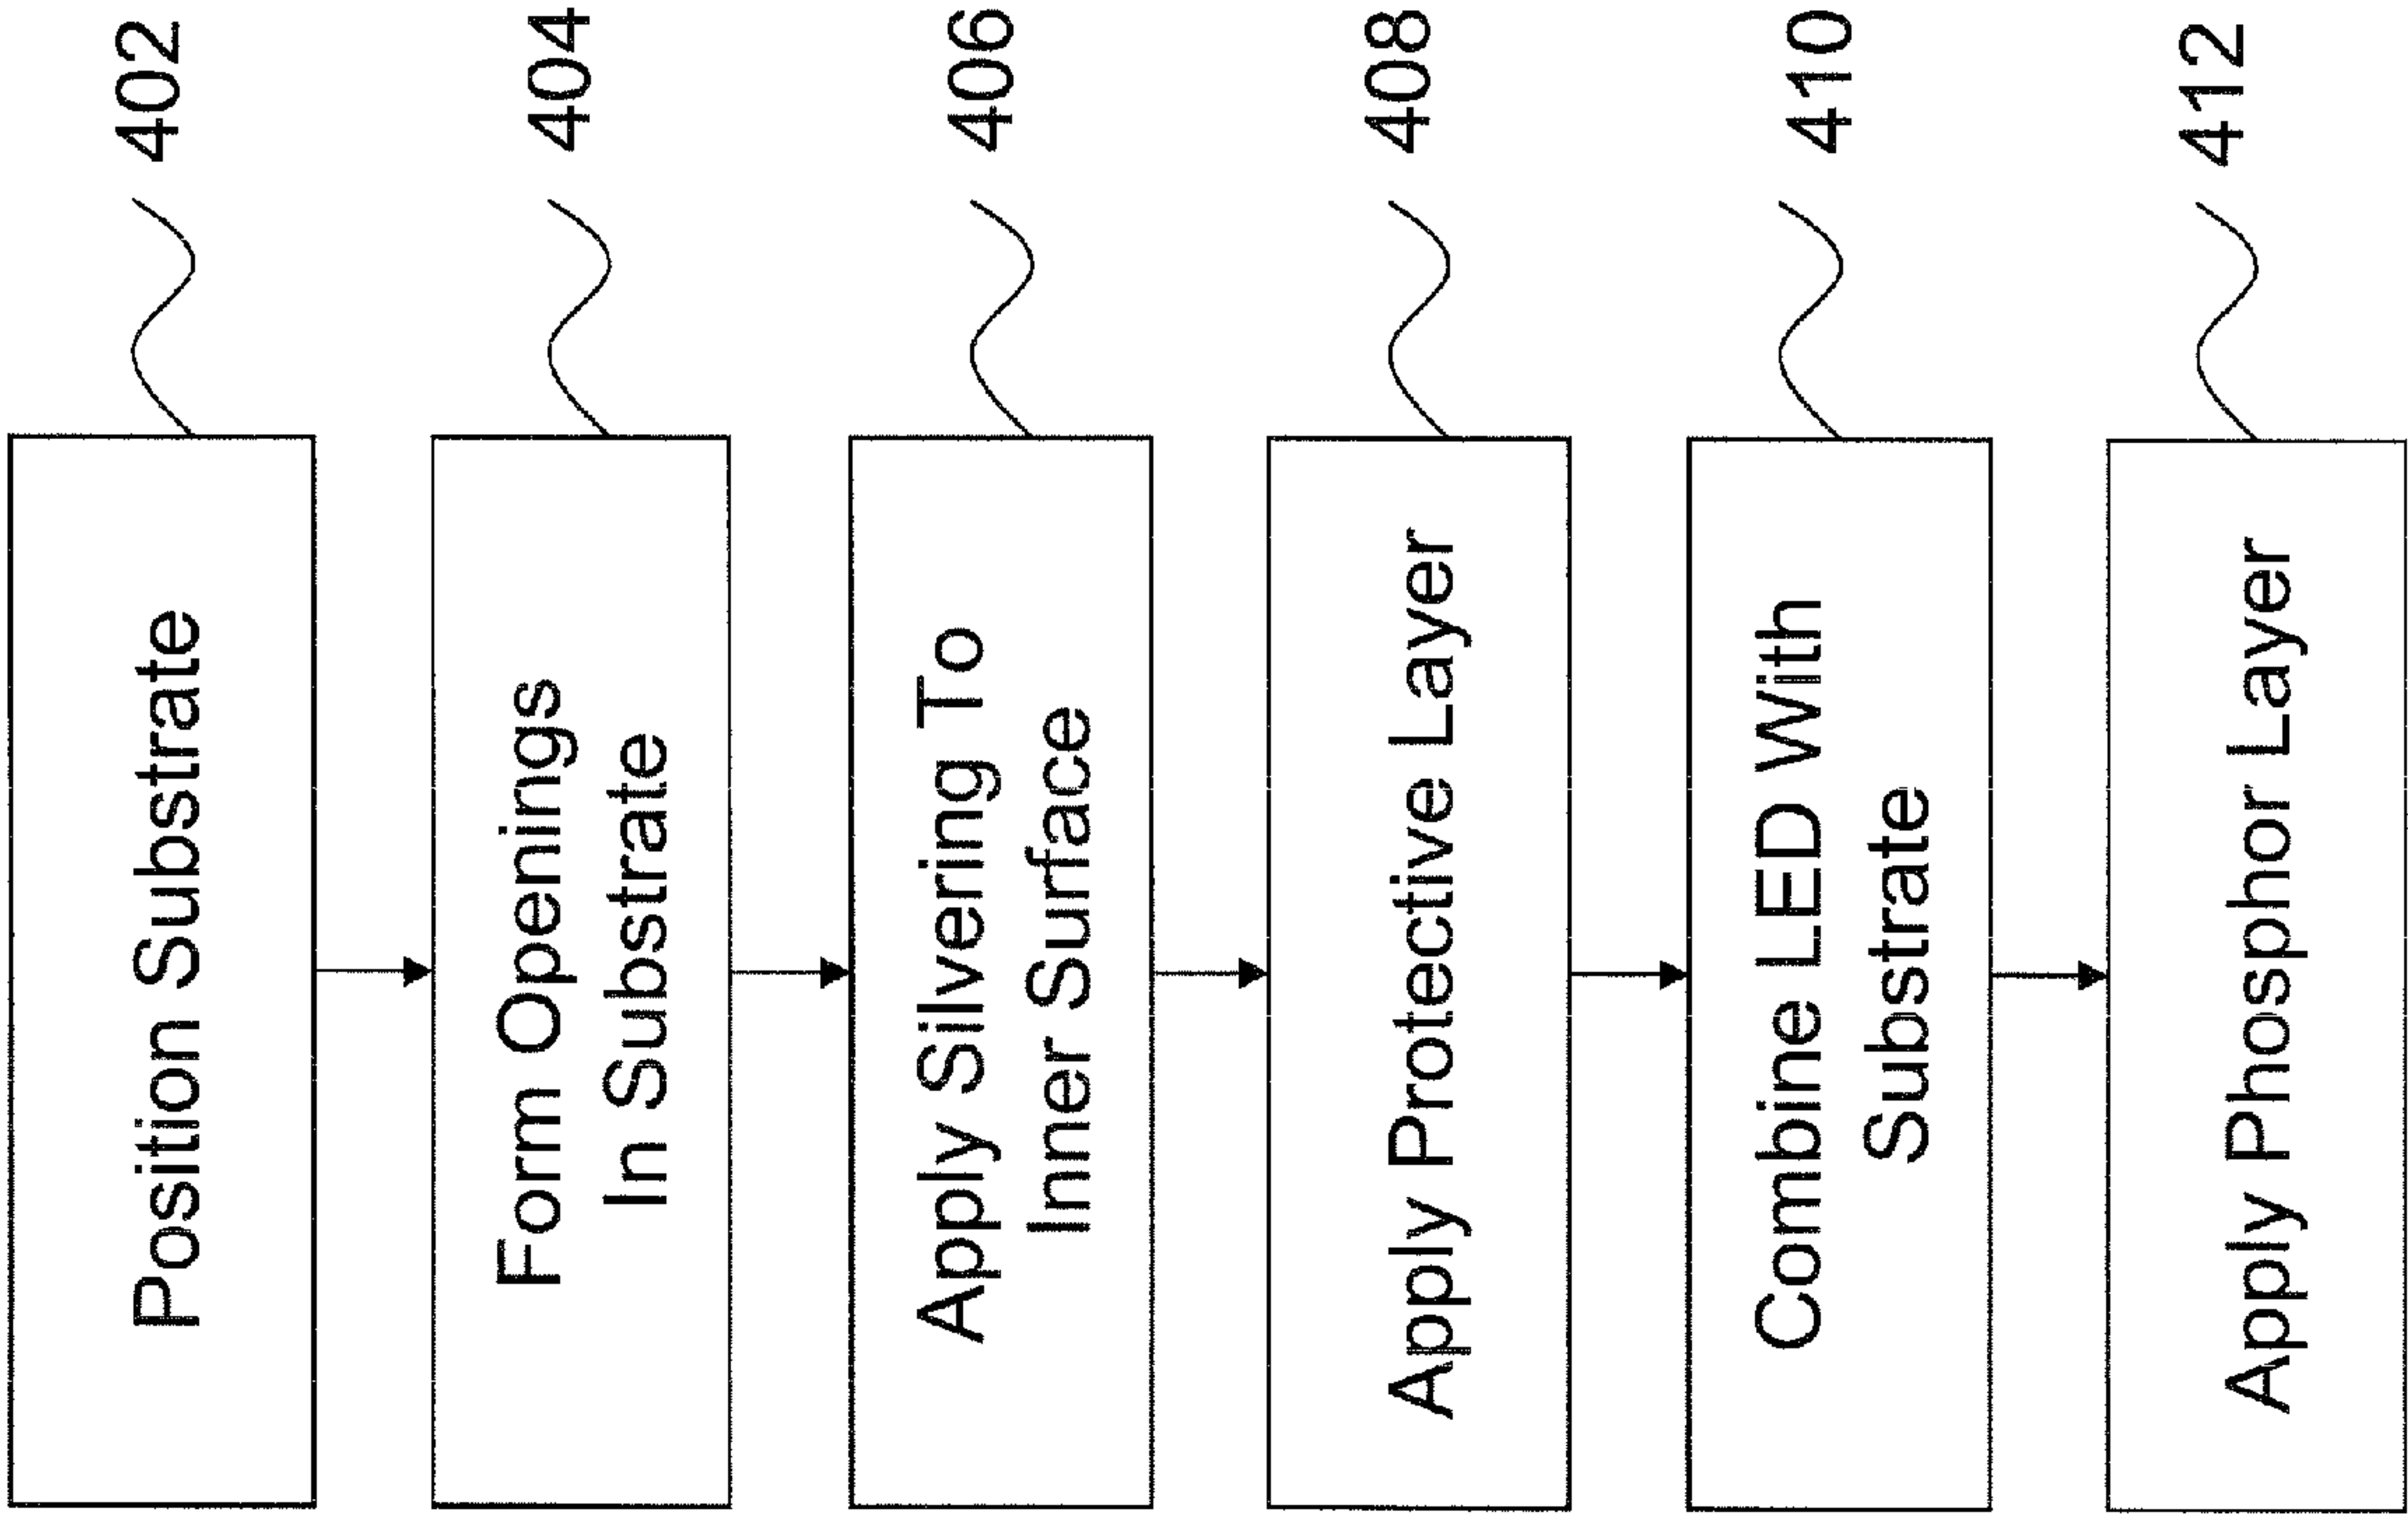 Position Substrate
402
Form Openings
In Substrate
404
Apply Silvering To
Inner Surface
406
Apply Protective Layer
408
Combine LED With
Substrate
410
Apply Phosphor Layer
412